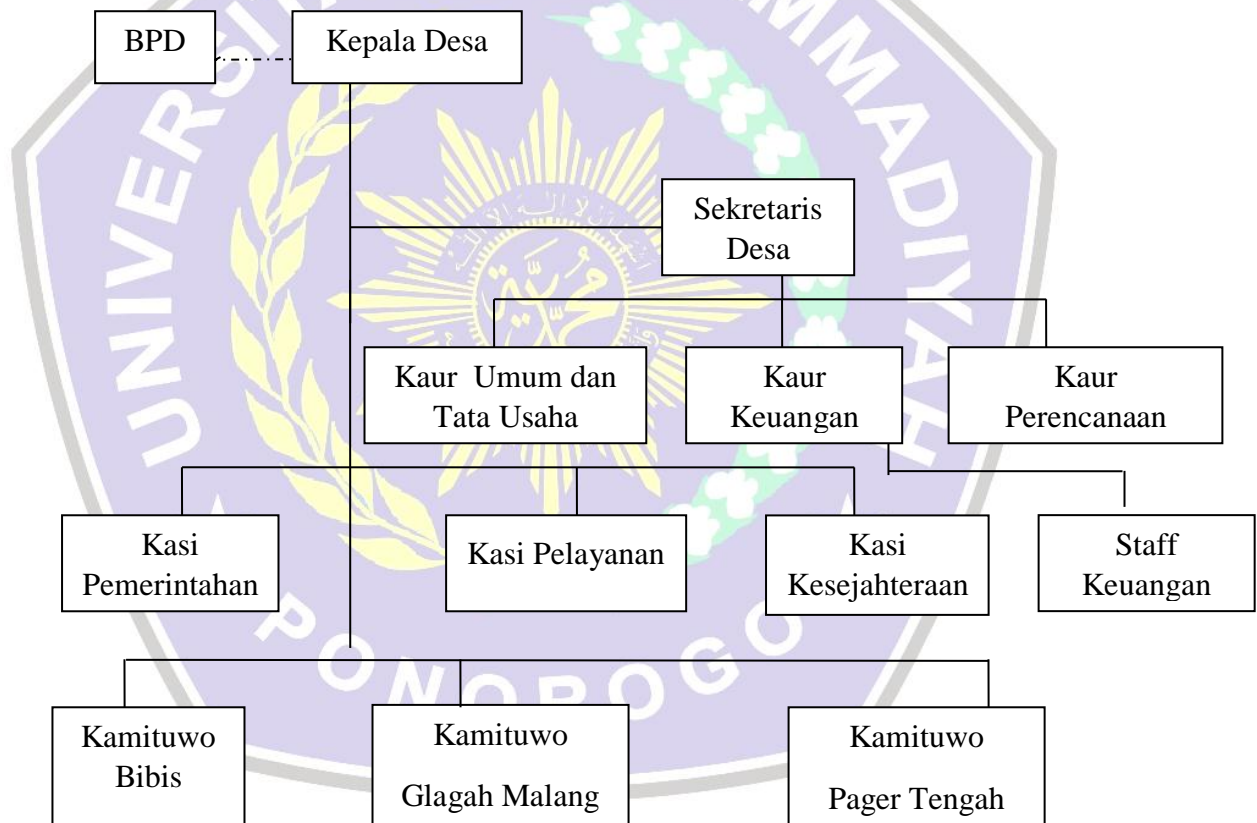 BPD
Kepala Desa
Sekretaris
Desa
Kaur Umum dan
Tata Usaha
Kaur
Keuangan
Kaur
Perencanaan
Kasi
Pemerintahan
Kasi Pelayanan
Kasi
Kesejahteraan
Staff
Keuangan
Kamituwo
Bibis
Kamituwo
Glagah Malang
Kamituwo
Pager Tengah
PONOROGO